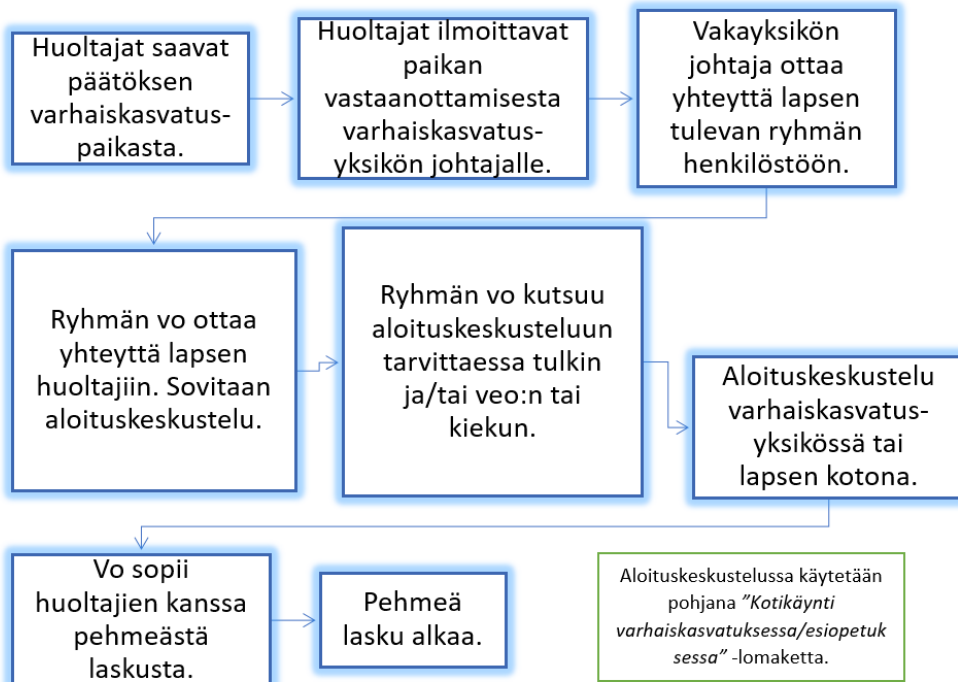 Huoltajat saavat
päätöksen
varhaiskasvatus-
paikasta.
Huoltajat ilmoittavat
paikan
vastaanottamisesta
varhaiskasvatus-
yksikön johtajalle.
Vakayksikön
johtaja ottaa
yhteyttä lapsen
tulevan ryhmän
henkilöstöön.
Ryhmän vo ottaa
yhteyttä lapsen
huoltajiin. Sovitaan
aloituskeskustelu.
Ryhmän vo kutsuu
aloituskeskusteluun
tarvittaessa tulkin
ja/tai veo:n tai
kiekun.
Aloituskeskustelu
varhaiskasvatus-
yksikössä tai
lapsen kotona.
Vo sopii
huoltajien kanssa
pehmeästä
laskusta.
Pehmeä
lasku alkaa.
Aloituskeskustelussa käytetään
pohjana ”Kotikäynti
varhaiskasvatuksessa/esiopetuk
sessa” -lomaketta.